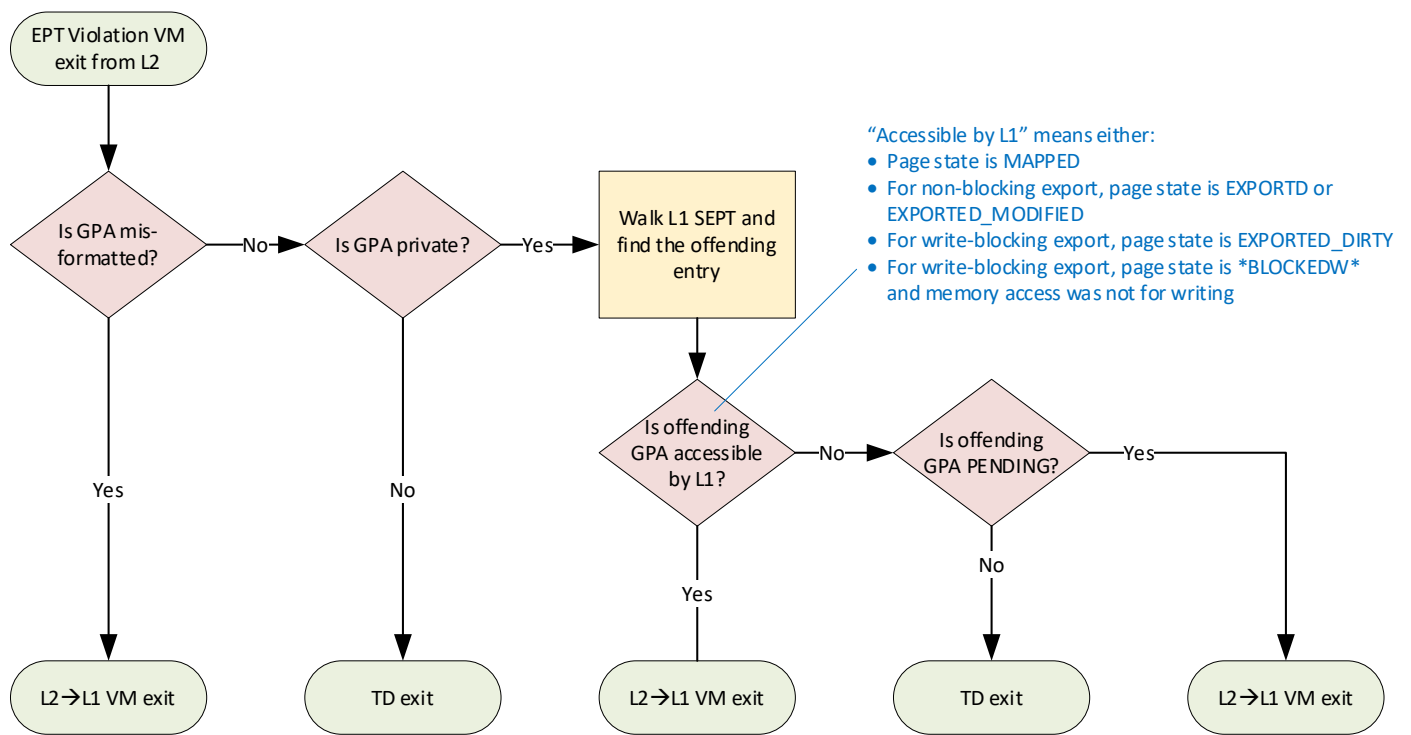 EPT Violation VM
exit from L2
"Accessible by L1" means either:
• Page state is MAPPED
• For non-blocking export, page state is EXPORTD or
EXPORTED_MODIFIED
• For write-blocking export, page state is EXPORTED_DIRTY
• For write-blocking export, page state is *BLOCKEDW*
and memory access was not for writing
Is GPA mis-
formatted?
No
Is GPA private?
Yes
Walk L1 SEPT and
find the offending
entry
Is offending
GPA accessible
by L1?
No
Is offending
GPA PENDING?
Yes
Yes
No
Yes
No
L2→L1 VM exit
TD exit
L2→L1 VM exit
TD exit
L2→L1 VM exit